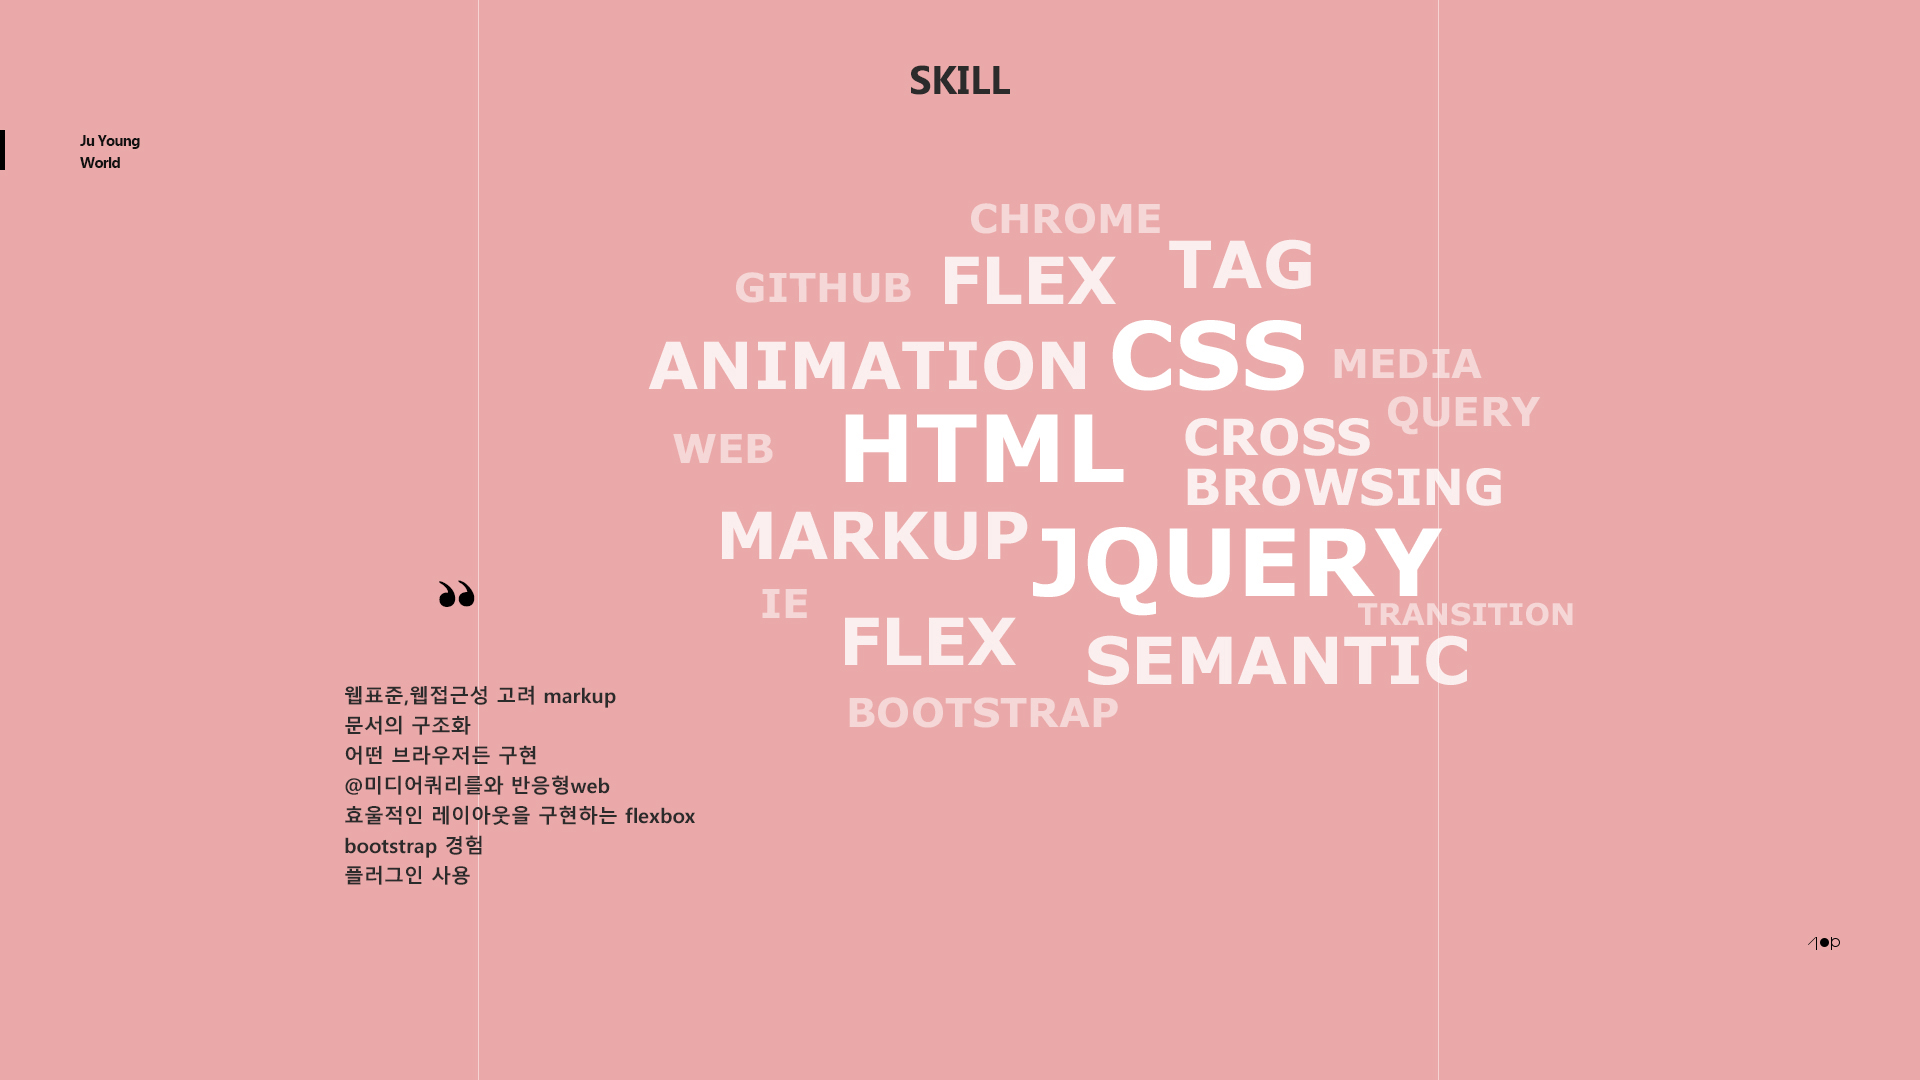 SKILL
Ju Young
World
CHROME
TAG
GITHUB
FLEX
ANIMATION
CSS
MEDIA
QUERY
WEB
HTML
CROSS
BROWSING
MARKUP
JQUERY
IE
TRANSITION
FLEX
SEMANTIC
BOOTSTRAP
웹표준,웹접근성 고려 markup
문서의 구조화
어떤 브라우저든 구현
@미디어쿼리를와 반응형web
효울적인 레이아웃을 구현하는 flexbox
bootstrap 경험
플러그인 사용